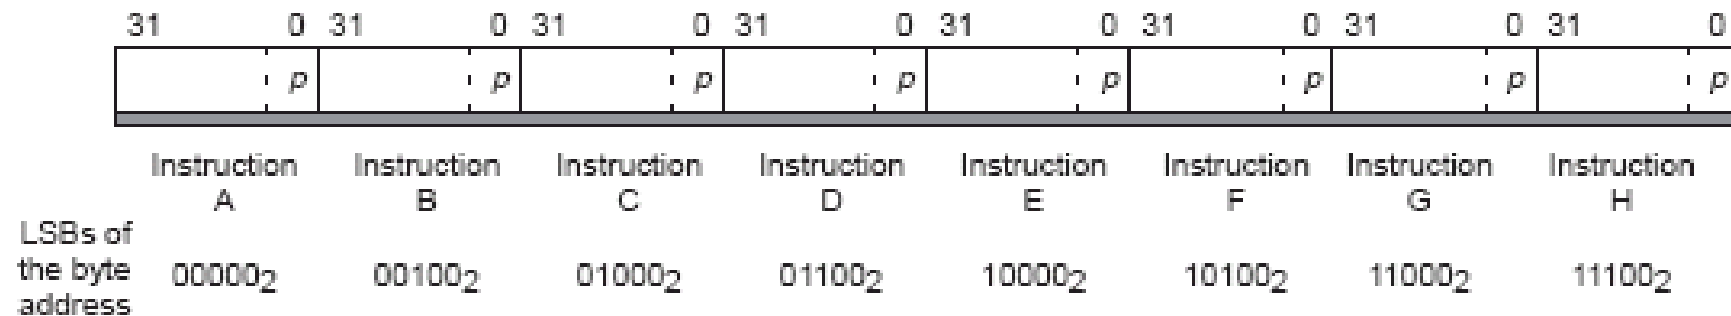 31 0 31 0 31 0 31 0 31 0 31 0 31 0 31 0
p p p p p p p p
Instruction Instruction Instruction Instruction Instruction Instruction Instruction Instruction
A B C D E F G H
LSBs of
the byte 00000₂ 00100₂ 01000₂ 01100₂ 10000₂ 10100₂ 11000₂ 11100₂
address